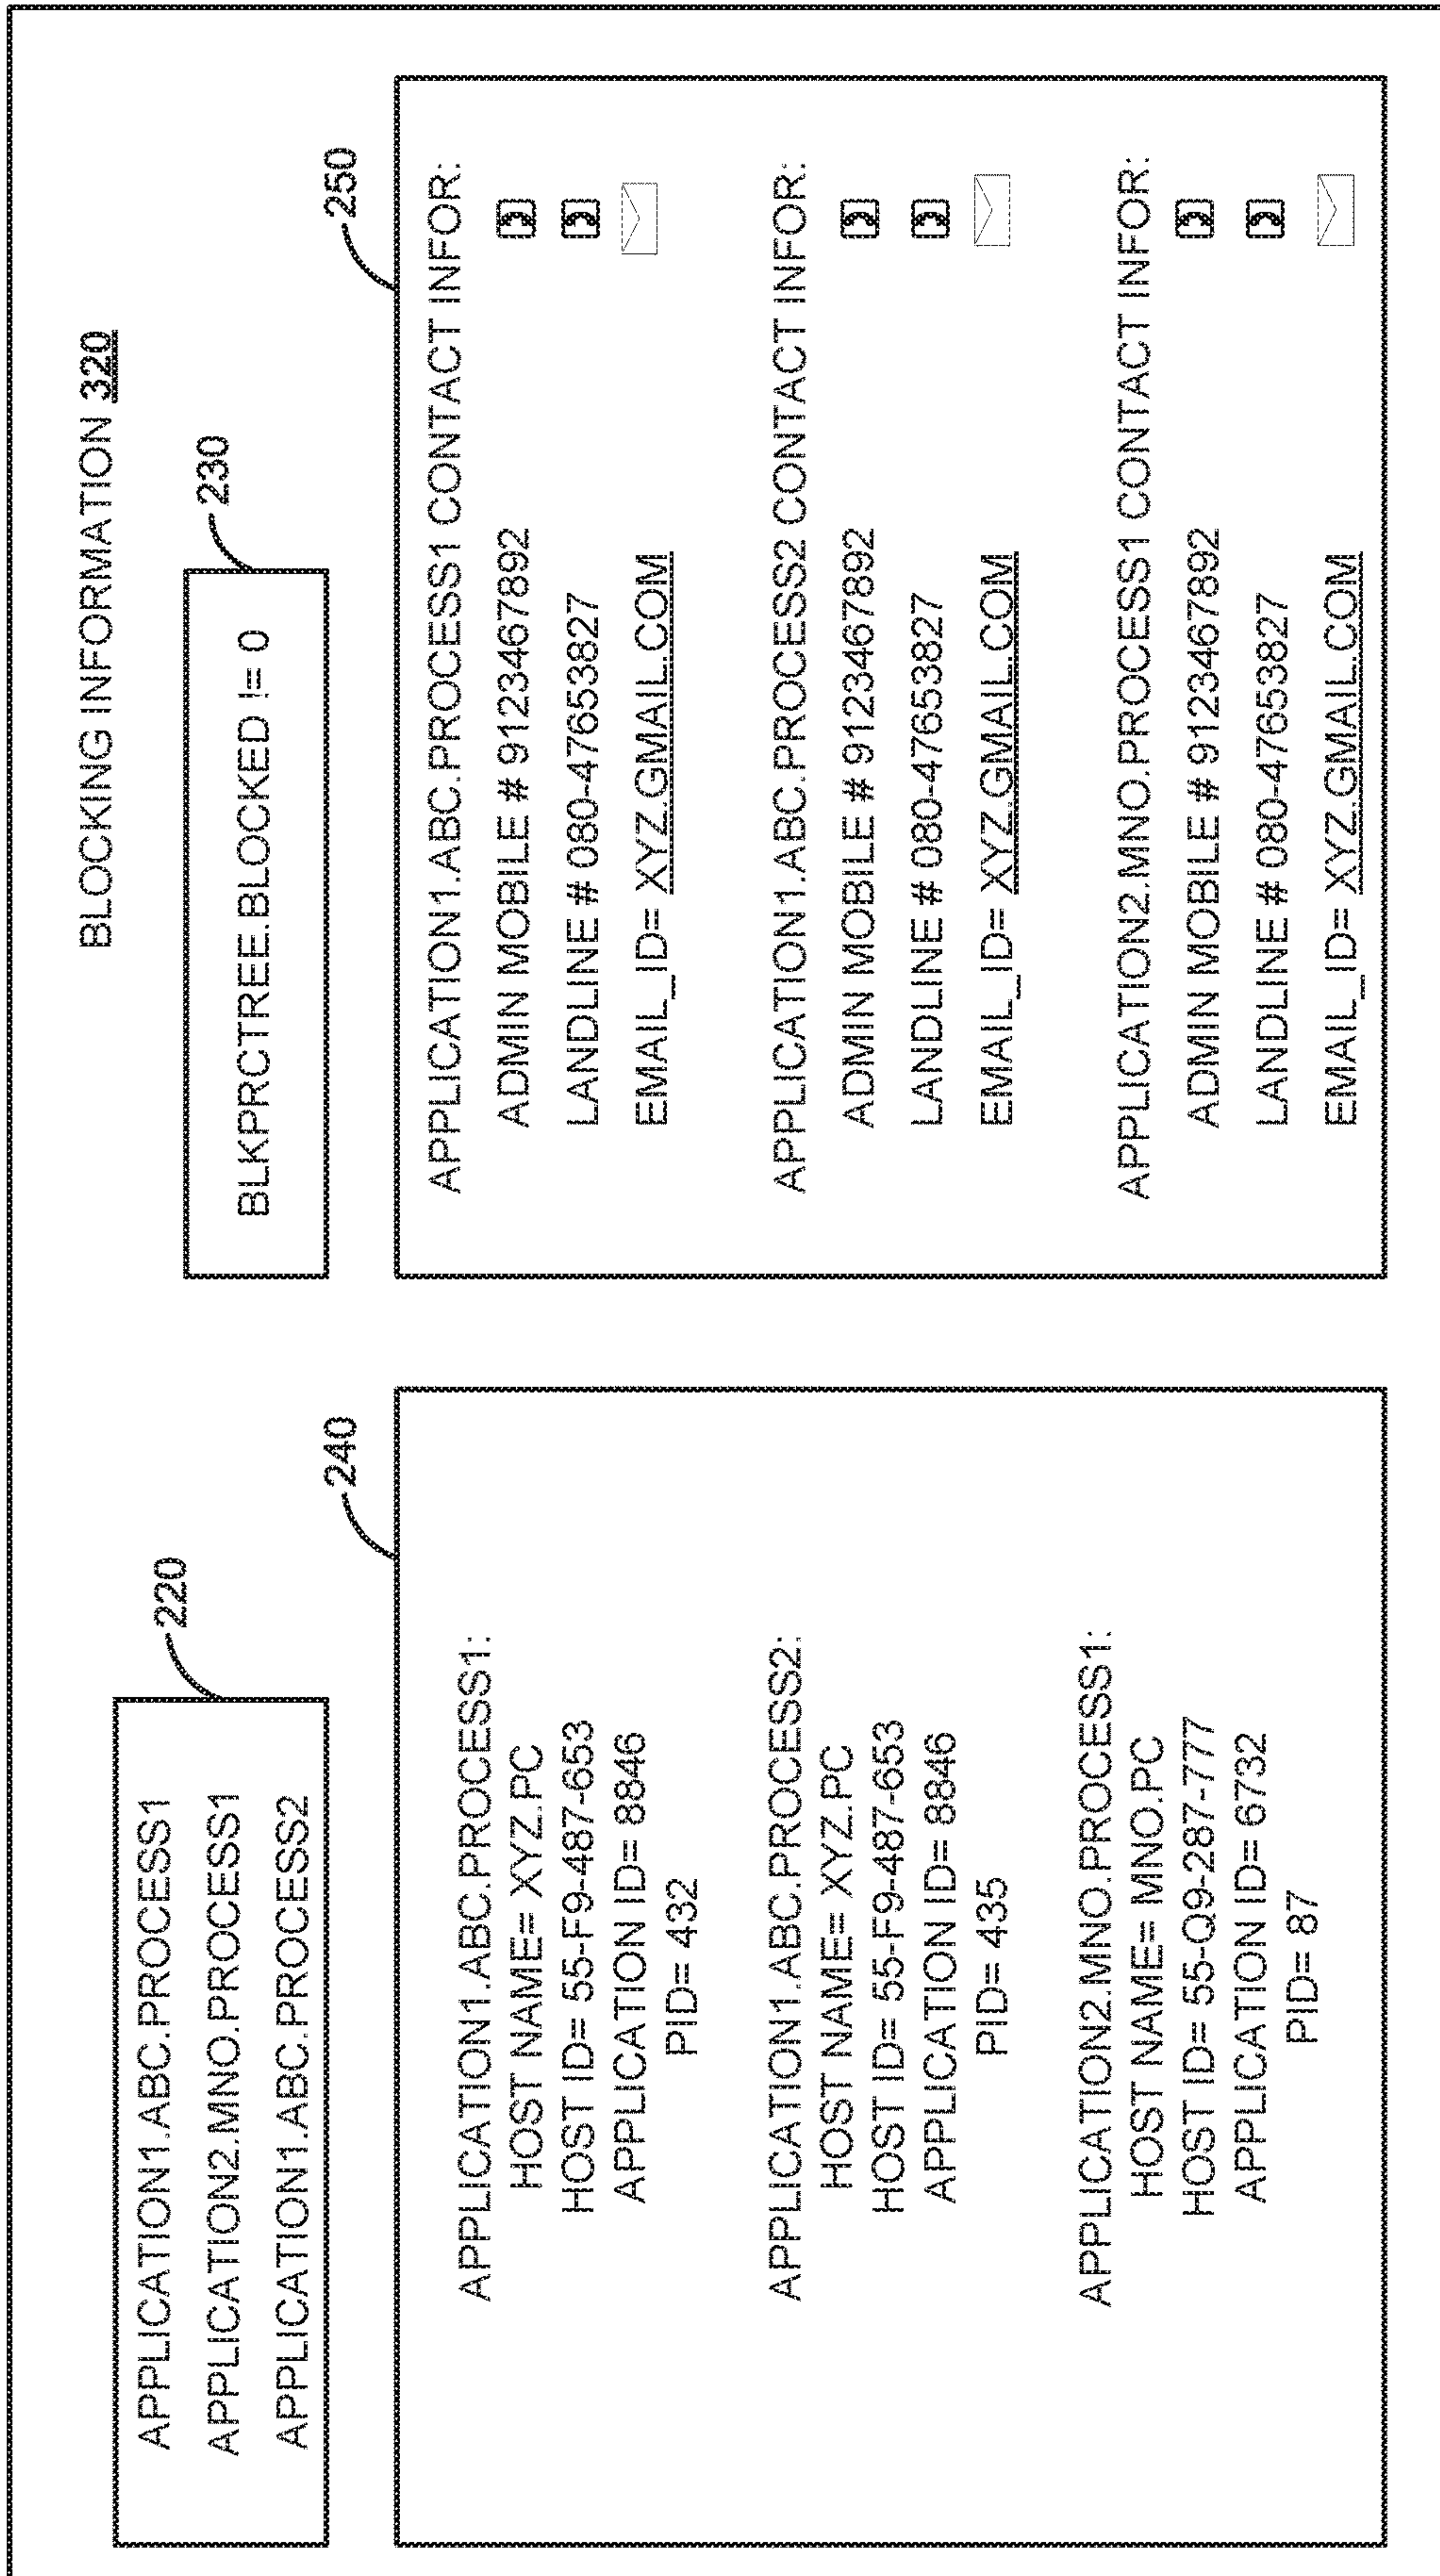 BLOCKING INFORMATION 320
220
APPLICATION1.ABC.PROCESS1
APPLICATION2.MNO.PROCESS1
APPLICATION1.ABC.PROCESS2
230
BLKPRCTREE.BLOCKED != 0
240
APPLICATION1.ABC.PROCESS1:
HOST NAME= XYZ.PC
HOST ID= 55-F9-487-653
APPLICATION ID= 8846
PID= 432
APPLICATION1.ABC.PROCESS2:
HOST NAME= XYZ.PC
HOST ID= 55-F9-487-653
APPLICATION ID= 8846
PID= 435
APPLICATION2.MNO.PROCESS1:
HOST NAME= MNO.PC
HOST ID= 55-Q9-287-777
APPLICATION ID= 6732
PID= 87
250
APPLICATION1.ABC.PROCESS1 CONTACT INFOR:
ADMIN MOBILE # 9123467892
LANDLINE # 080-47653827
EMAIL_ID= XYZ.GMAIL.COM
APPLICATION1.ABC.PROCESS2 CONTACT INFOR:
ADMIN MOBILE # 9123467892
LANDLINE # 080-47653827
EMAIL_ID= XYZ.GMAIL.COM
APPLICATION2.MNO.PROCESS1 CONTACT INFOR:
ADMIN MOBILE # 9123467892
LANDLINE # 080-47653827
EMAIL_ID= XYZ.GMAIL.COM